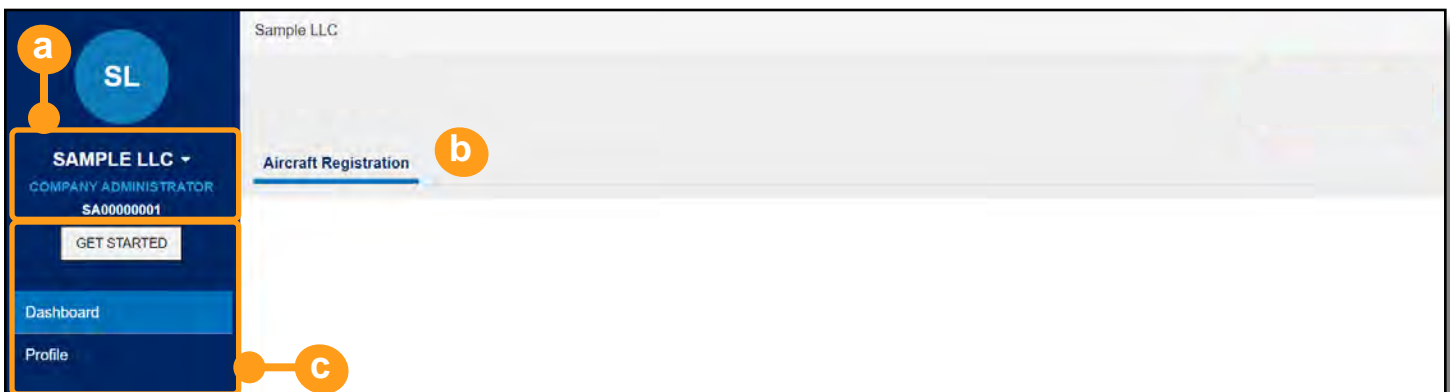 a
SL
SAMPLE LLC
COMPANY ADMINISTRATOR
SA00000001
GET STARTED
Dashboard
Profile
c
Sample LLC
Aircraft Registration
b